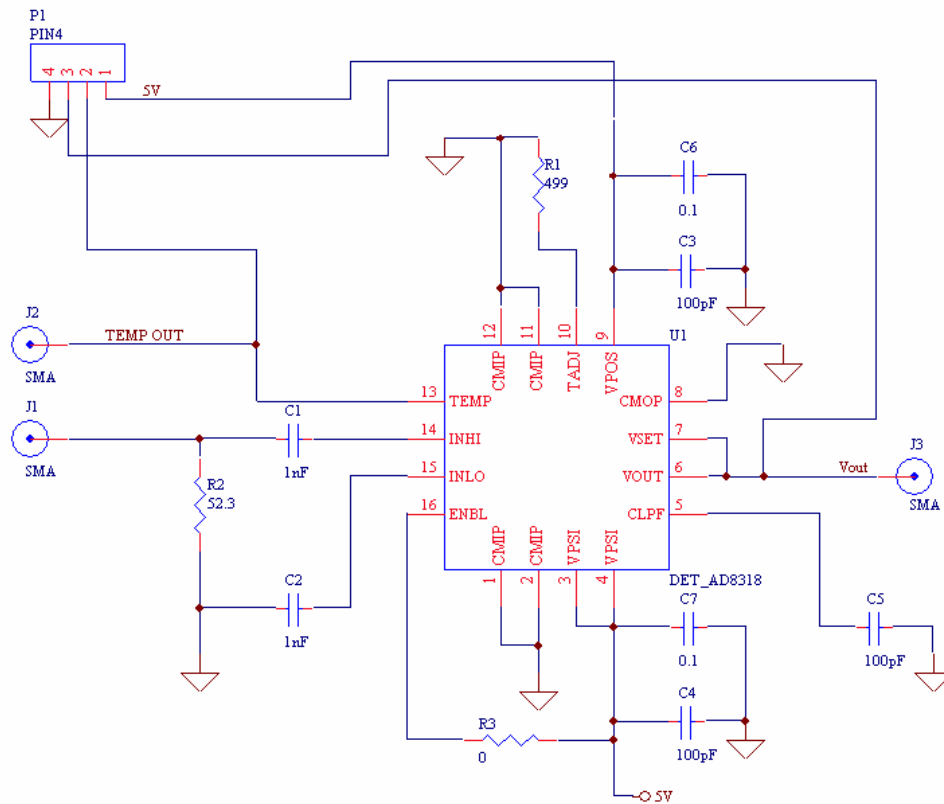 P1
PIN4
4 3 2 1
5V
R1
499
C6
0.1
C3
100pF
J2
TEMP OUT
SMA
J1
SMA
C1
1nF
R2
52.3
C2
1nF
12 11 10 9
U1
CMIP CMIP TADJ VPOS
13 TEMP
14 INHI
15 INLO
16 ENBL
CMOP 8
VSET 7
VOUT 6
CLPF 5
Vout
J3
SMA
CMIP CMIP VPSI VPSI
1 2 3 4
DET_AD8318
C7
0.1
C5
100pF
C4
100pF
R3
0
5V